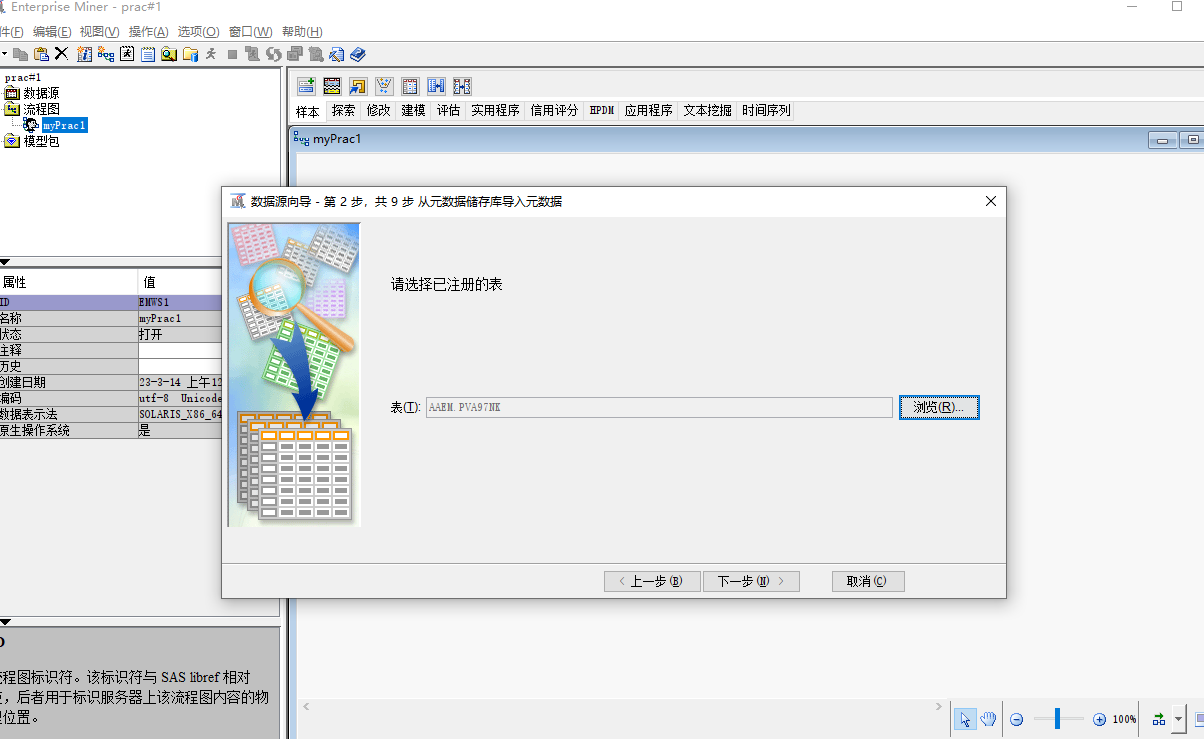 Enterprise Miner - prac#1
件(F) 编辑(E) 视图(V) 操作(A) 选项(O) 窗口(W) 帮助(H)
prac#1
数据源
流程图
myPrac1
模型包
样本 探索 修改 建模 评估 实用程序 信用评分 HPDM 应用程序 文本挖掘 时间序列
myPrac1
属性 值
ID EMWS1
名称 myPrac1
状态 打开
注释
历史
创建日期 23-3-14 上午12
编码 utf-8 Unicode
数据表示法 SOLARIS_X86_64
原生操作系统 是
数据源向导 - 第 2 步，共 9 步 从元数据储存库导入元数据
请选择已注册的表
表(T): AAEM.PVA97NK 浏览(R)...
< 上一步(B) 下一步(N) > 取消(C)
流程图标识符。该标识符与 SAS libref 相对
，后者用于标识服务器上该流程图内容的物
理位置。
100%